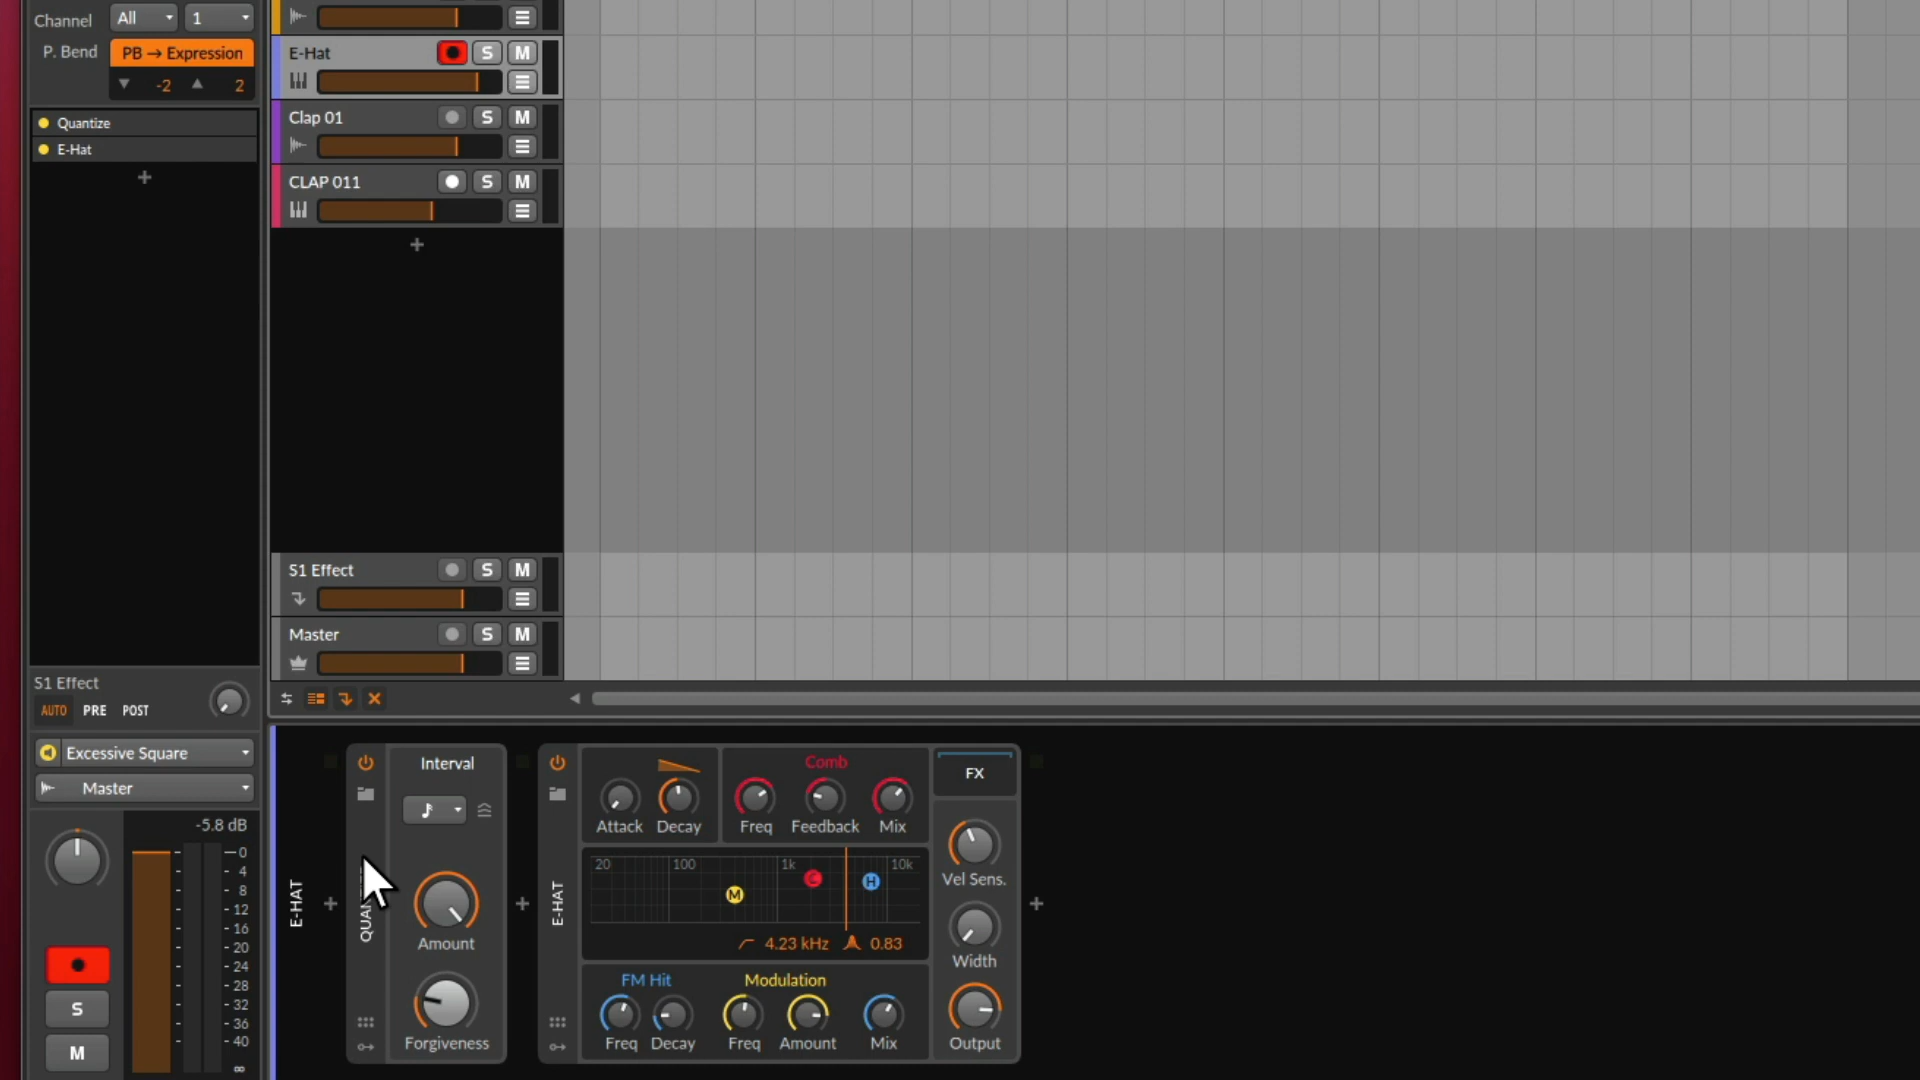 Channel All 1
P. Bend PB → Expression
-2 2
Quantize
E-Hat
+
E-Hat S M
Clap 01 S M
CLAP 011 S M
+
S1 Effect S M
Master S M
S1 Effect
AUTO PRE POST
Excessive Square
Master
-5.8 dB
0
4
8
12
16
20
24
28
32
36
40
∞
S
M
E-HAT
Interval
Amount
Forgiveness
E-HAT
Attack Decay
Comb
Freq Feedback Mix
20 100 1k 10k
M C H
4.23 kHz 0.83
FM Hit
Freq Decay
Modulation
Freq Amount Mix
FX
Vel Sens.
Width
Output